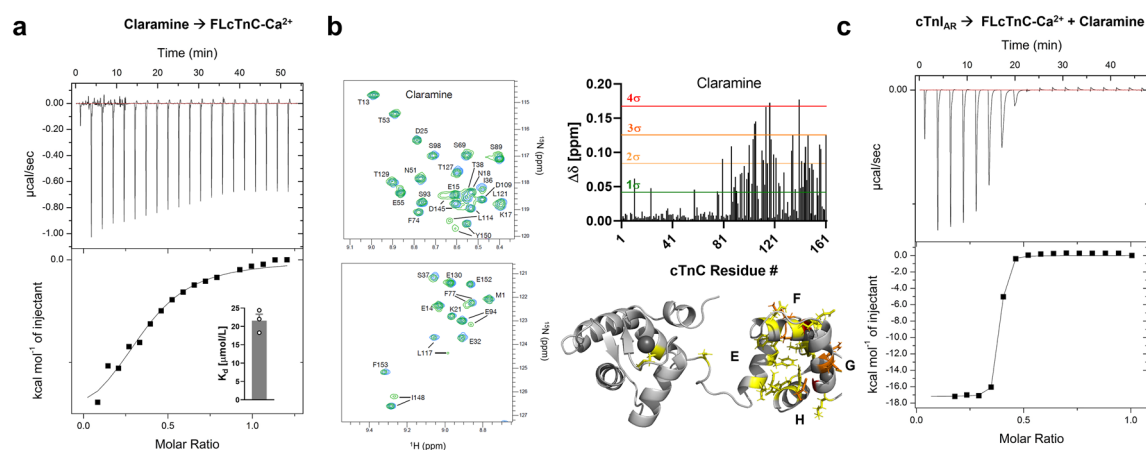 a
Claramine → FLcTnC-Ca²⁺
Time (min)
0 10 20 30 40 50
0.00
-0.20
-0.40
-0.60
-0.80
-1.00
µcal/sec
0.0
kcal mol⁻¹ of injectant
25
20
15
10
5
0
K_d [µmol/L]
0.0 0.5 1.0
Molar Ratio
b
Claramine
T13
T53
D25
S98
S69
S89
T127
T38
N18
I36
T129
N51
E15
D109
E55
S93
L121
D145
K17
F74
L114
Y150
115
116
117
118
119
120
¹⁵N (ppm)
9.1 9.0 8.9 8.8 8.7 8.6 8.5 8.4
S37
E130
E152
F77
M1
E14
K21
E94
E32
L117
F153
I148
121
122
123
124
125
126
127
¹⁵N (ppm)
9.4 9.2 9.0 8.8
¹H (ppm)
Claramine
0.20
0.15
0.10
0.05
0.00
Δδ [ppm]
4σ
3σ
2σ
1σ
1 41 81 121 161
cTnC Residue #
F
E
G
H
c
cTnI_AR → FLcTnC-Ca²⁺ + Claramine
Time (min)
0 10 20 30 40
0.00
µcal/sec
0.0
-2.0
-4.0
-6.0
-8.0
-10.0
-12.0
-14.0
-16.0
-18.0
kcal mol⁻¹ of injectant
0.0 0.5 1.0
Molar Ratio